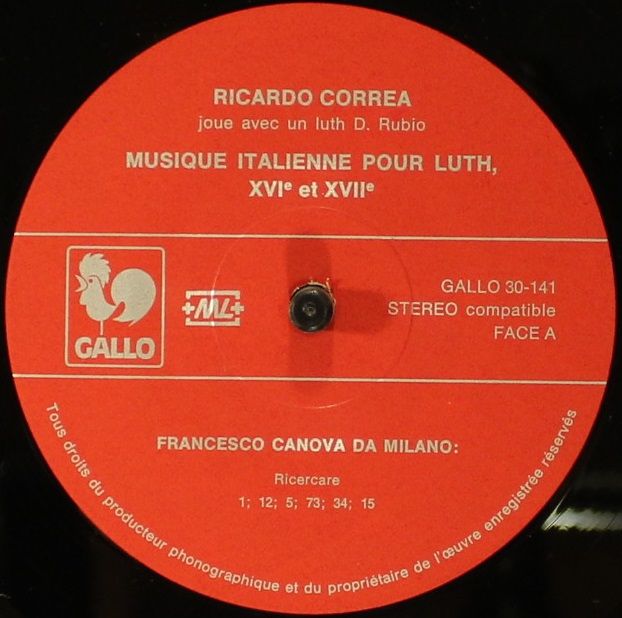 RICARDO CORREA
joue avec un luth D. Rubio
MUSIQUE ITALIENNE POUR LUTH,
XVIᵉ et XVIIᵉ
GALLO
+ML+
GALLO 30-141
STEREO compatible
FACE A
FRANCESCO CANOVA DA MILANO:
Ricercare
1; 12; 5; 73; 34; 15
Tous droits du producteur phonographique et du propriétaire de l'œuvre enregistrée réservés